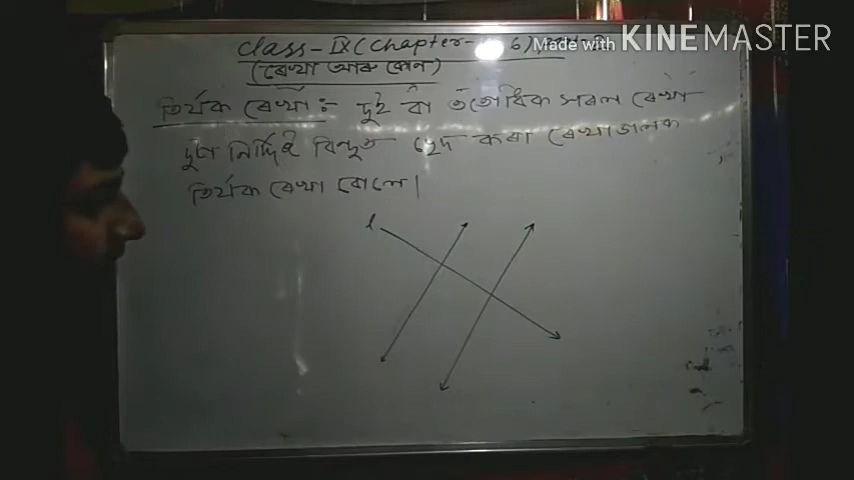 Class-IX (Chapter- 6)
Made with KINEMASTER
(ৰেখা আৰু কোন)
তিৰ্যক ৰেখা :- দুই বা ততোধিক সৰল ৰেখা
নিৰ্দিষ্ট বিন্দুত ছেদ কৰা ৰেখাডালক
তিৰ্যক ৰেখা বোলে।
l